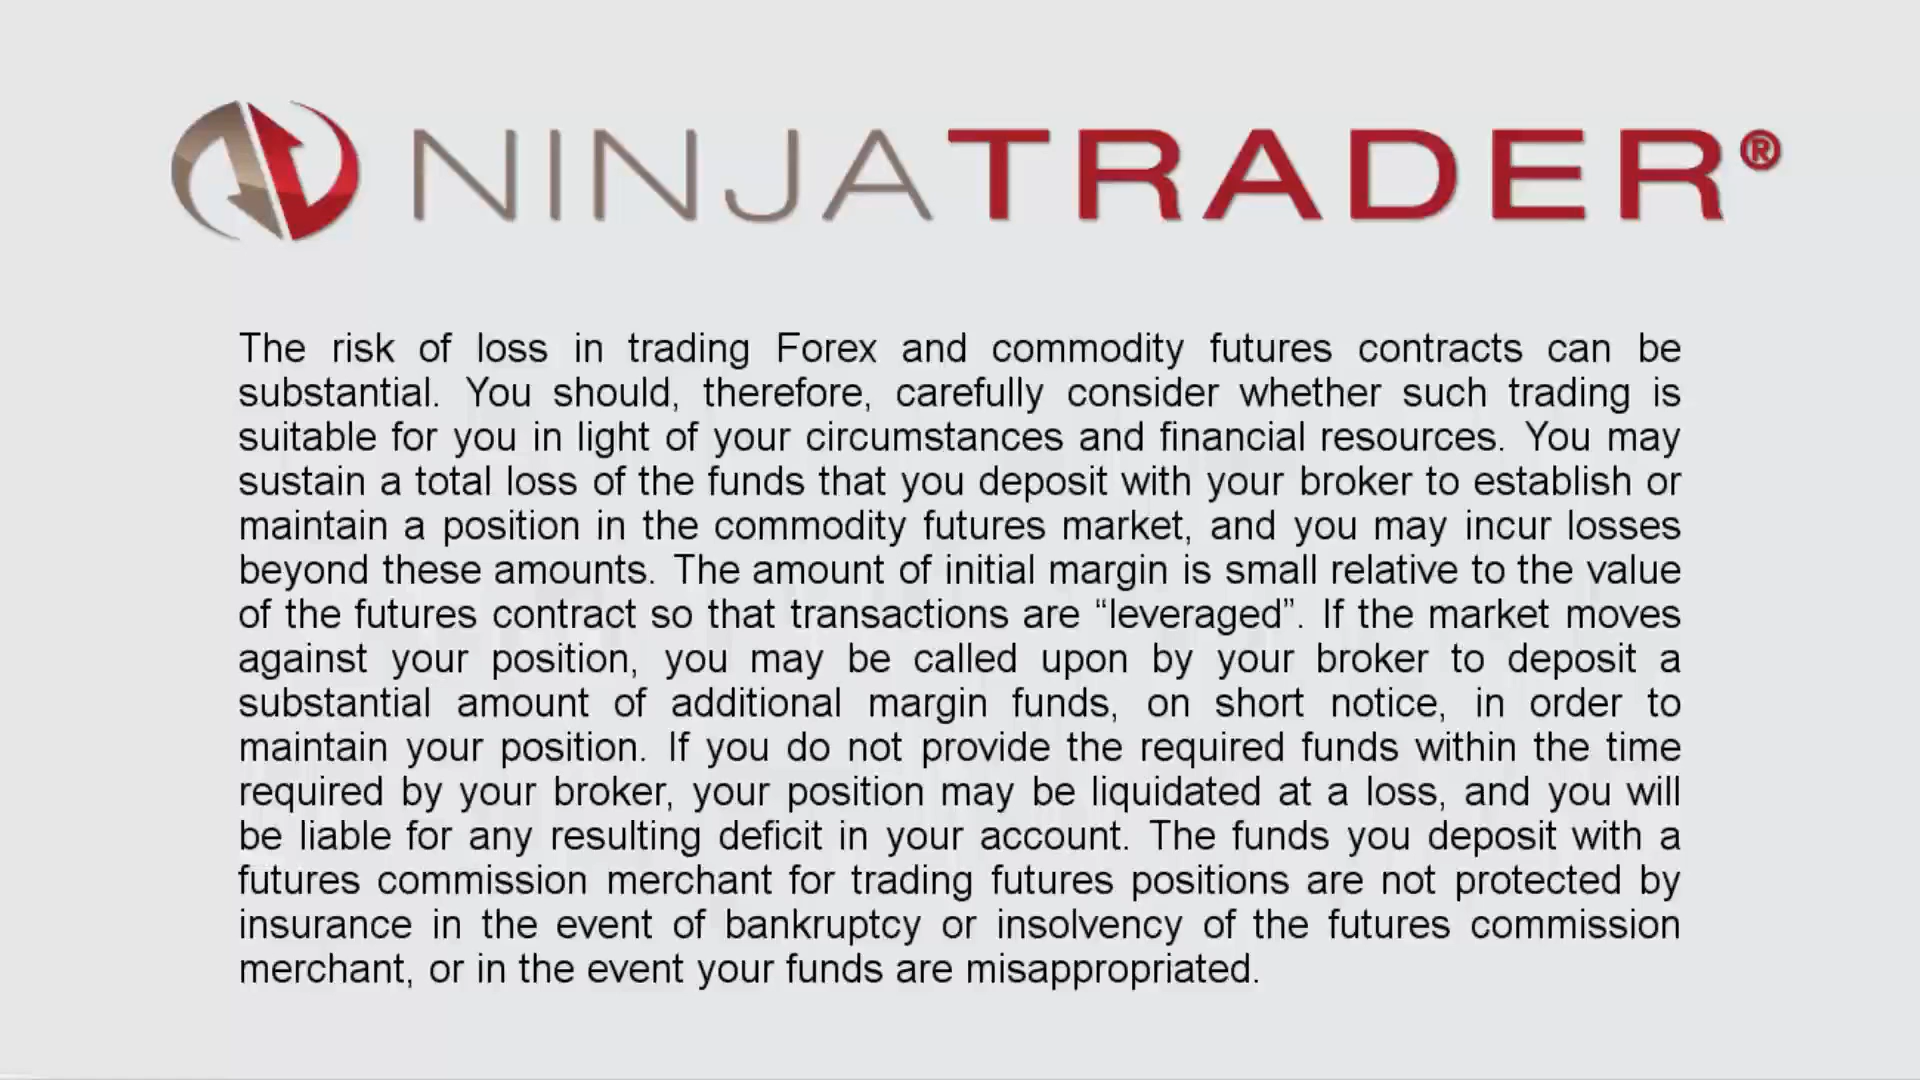 NINJATRADER®
The risk of loss in trading Forex and commodity futures contracts can be
substantial. You should, therefore, carefully consider whether such trading is
suitable for you in light of your circumstances and financial resources. You may
sustain a total loss of the funds that you deposit with your broker to establish or
maintain a position in the commodity futures market, and you may incur losses
beyond these amounts. The amount of initial margin is small relative to the value
of the futures contract so that transactions are “leveraged”. If the market moves
against your position, you may be called upon by your broker to deposit a
substantial amount of additional margin funds, on short notice, in order to
maintain your position. If you do not provide the required funds within the time
required by your broker, your position may be liquidated at a loss, and you will
be liable for any resulting deficit in your account. The funds you deposit with a
futures commission merchant for trading futures positions are not protected by
insurance in the event of bankruptcy or insolvency of the futures commission
merchant, or in the event your funds are misappropriated.